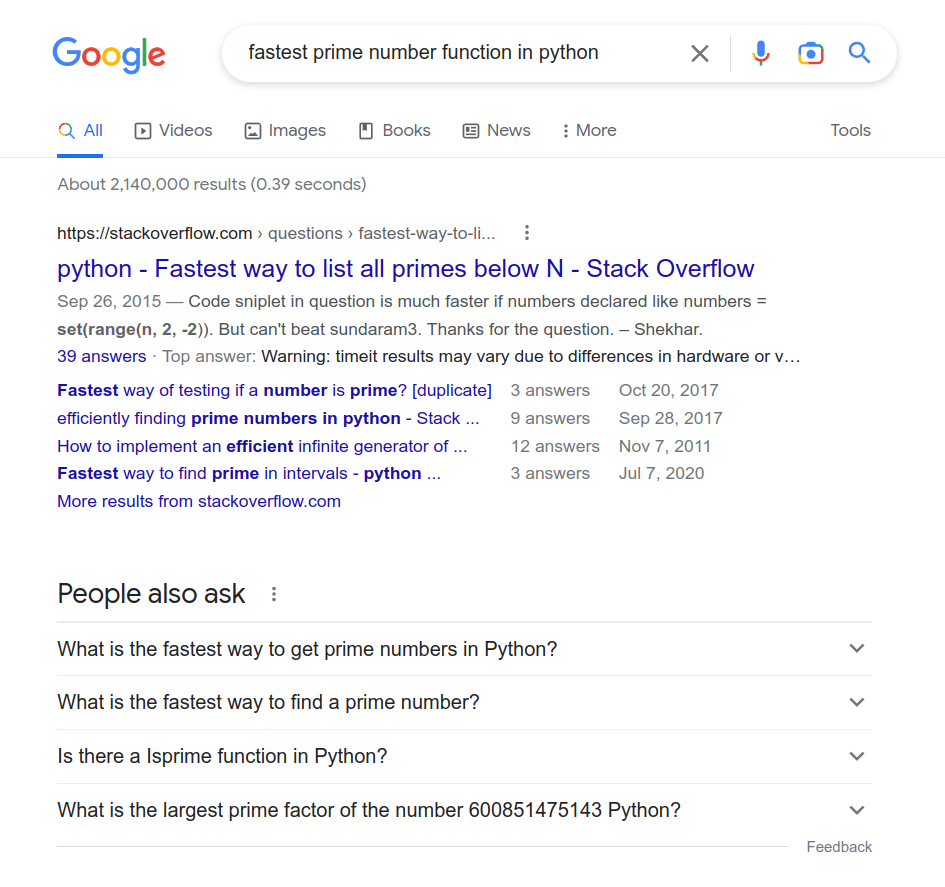 Google
fastest prime number function in python
All Videos Images Books News More Tools
About 2,140,000 results (0.39 seconds)
https://stackoverflow.com › questions › fastest-way-to-li...
python - Fastest way to list all primes below N - Stack Overflow
Sep 26, 2015 — Code sniplet in question is much faster if numbers declared like numbers =
set(range(n, 2, -2)). But can't beat sundaram3. Thanks for the question. – Shekhar.
39 answers · Top answer: Warning: timeit results may vary due to differences in hardware or v…
Fastest way of testing if a number is prime? [duplicate] 3 answers Oct 20, 2017
efficiently finding prime numbers in python - Stack ... 9 answers Sep 28, 2017
How to implement an efficient infinite generator of ... 12 answers Nov 7, 2011
Fastest way to find prime in intervals - python ... 3 answers Jul 7, 2020
More results from stackoverflow.com
People also ask
What is the fastest way to get prime numbers in Python?
What is the fastest way to find a prime number?
Is there a Isprime function in Python?
What is the largest prime factor of the number 600851475143 Python?
Feedback